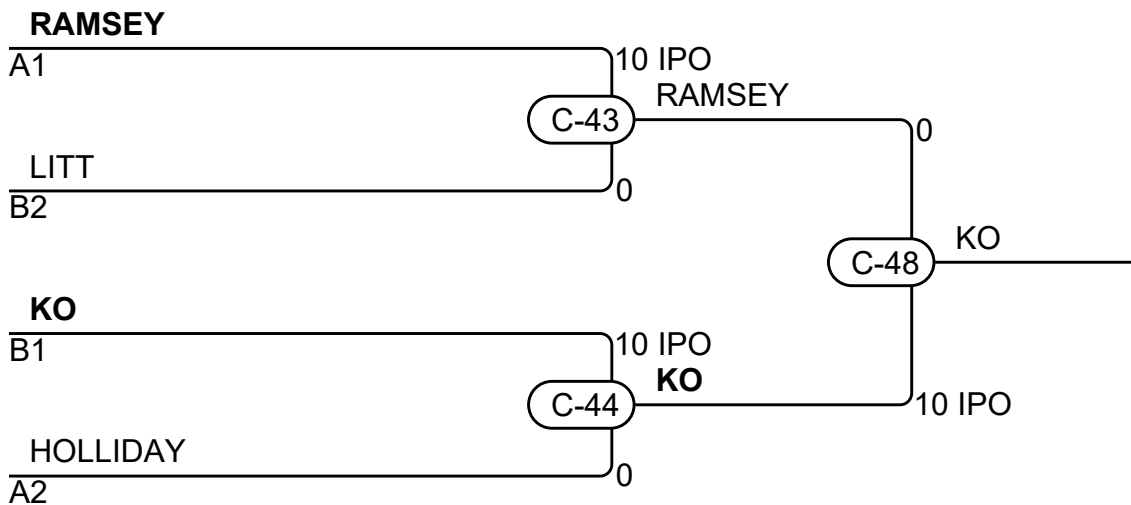 RAMSEY
A1
10 IPO
RAMSEY
C-43
0
LITT
B2
0
KO
C-48
KO
B1
10 IPO
KO
C-44
10 IPO
HOLLIDAY
A2
0